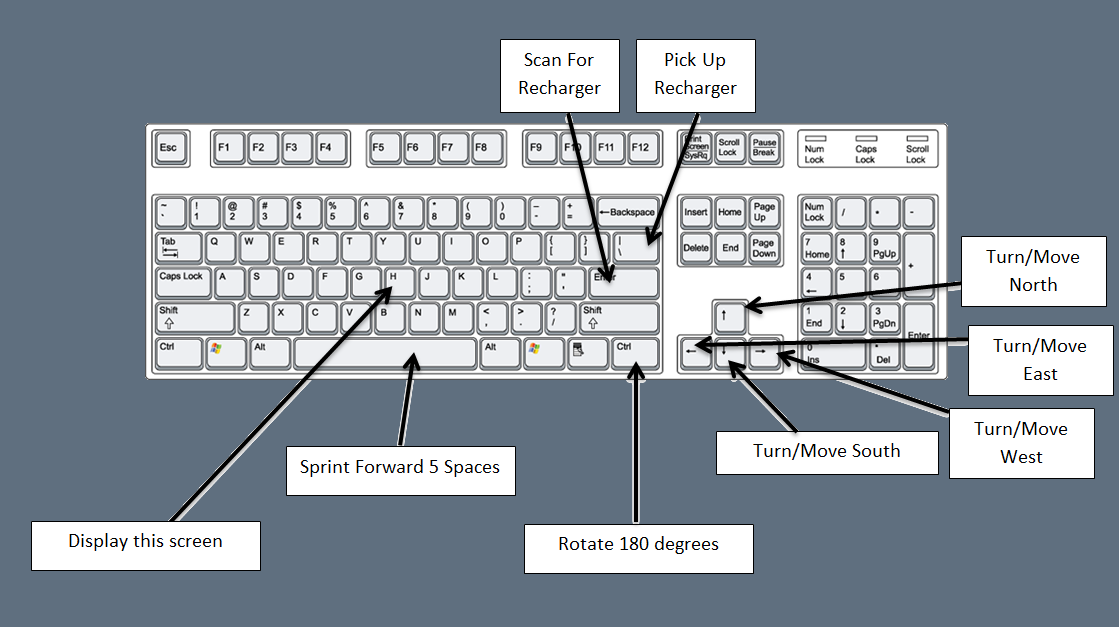 Scan For
Recharger
Pick Up
Recharger
Esc F1 F2 F3 F4 F5 F6 F7 F8 F9 F10 F11 F12 Print Screen SysRq Scroll Lock Pause Break Num Lock Caps Lock Scroll Lock
~ ` ! 1 @ 2 # 3 $ 4 % 5 ^ 6 & 7 * 8 ( 9 ) 0 - - + = ←Backspace Insert Home Page Up Num Lock / * -
Tab Q W E R T Y U I O P { [ } ] | \ Delete End Page Down 7 Home 8 ↑ 9 PgUp +
Caps Lock A S D F G H J K L : ; " , Enter 4 ← 5 6
Shift Z X C V B N M < , > . ? / Shift ↑ 1 End 2 ↓ 3 PgDn Enter
Ctrl Alt Alt Ctrl ← ↓ → 0 Ins . Del
Turn/Move
North
Turn/Move
East
Turn/Move
West
Turn/Move South
Sprint Forward 5 Spaces
Display this screen
Rotate 180 degrees